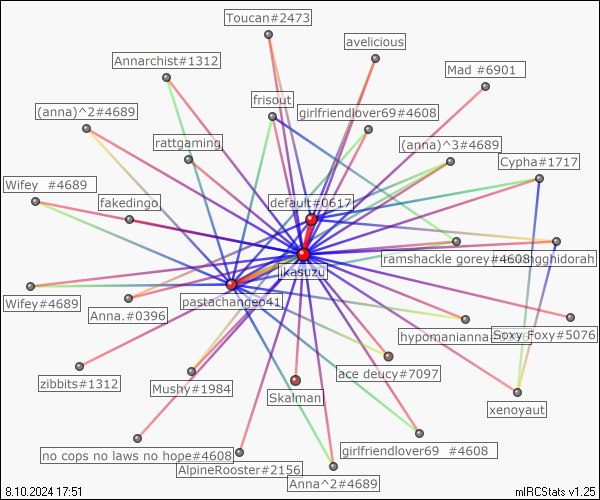 Toucan#2473
avelicious
Annarchist#1312
Mad #6901
frisout
(anna)^2#4689
girlfriendlover69#4608
rattgaming
(anna)^3#4689
Cypha#1717
Wifey #4689
fakedingo
default#0617
ramshackle gorey#4608
ngghidorah
ikasuzu
Wifey#4689
pastachangeo41
Anna.#0396
hypomanianna
Soxy Foxy#5076
ace deucy#7097
zibbits#1312
Mushy#1984
Skalman
xenoyaut
no cops no laws no hope#4608
girlfriendlover69 #4608
AlpineRooster#2156
Anna^2#4689
8.10.2024 17:51
mIRCStats v1.25